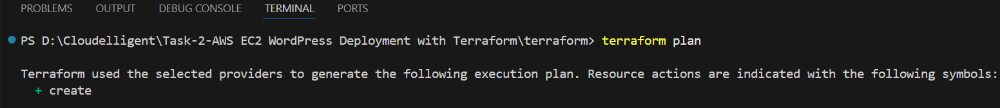 PROBLEMS OUTPUT DEBUG CONSOLE TERMINAL PORTS
PS D:\Cloudelligent\Task-2-AWS EC2 WordPress Deployment with Terraform\terraform> terraform plan
Terraform used the selected providers to generate the following execution plan. Resource actions are indicated with the following symbols:
+ create